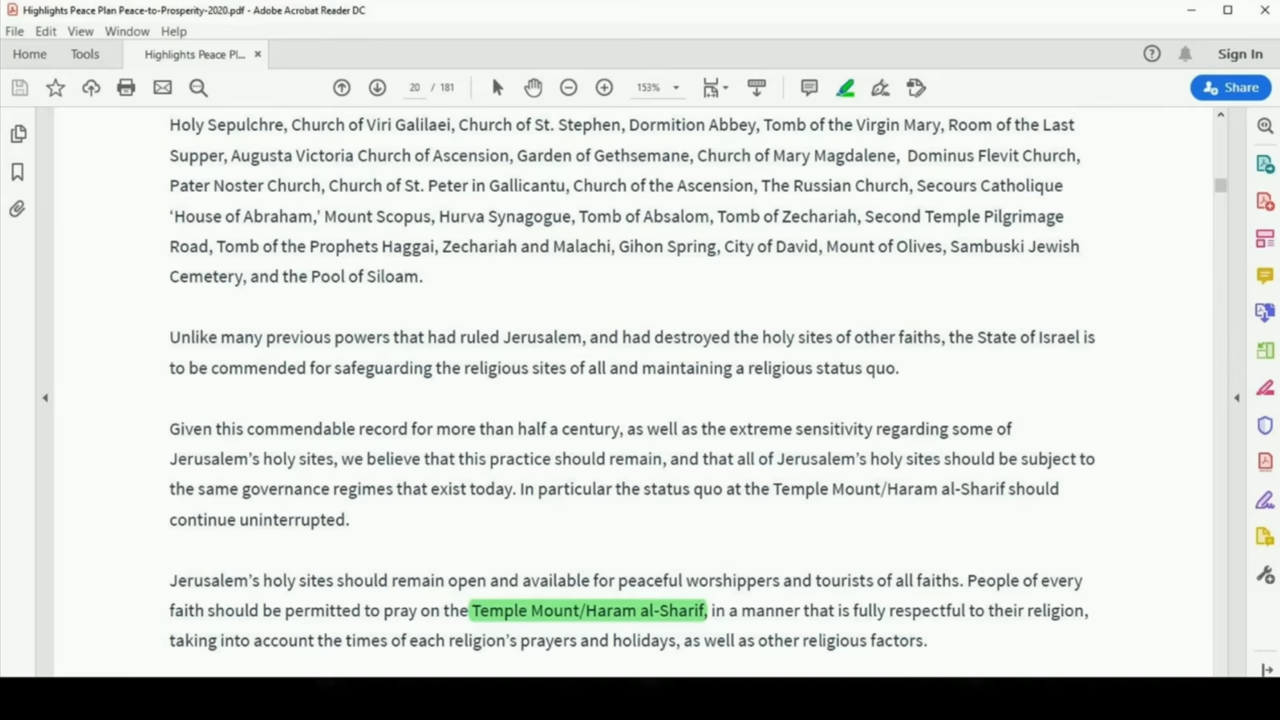 Highlights Peace Plan Peace-to-Prosperity-2020.pdf - Adobe Acrobat Reader DC
File Edit View Window Help
Home Tools Highlights Peace Pl... × Sign In
20 / 181 153% Share
Holy Sepulchre, Church of Viri Galilaei, Church of St. Stephen, Dormition Abbey, Tomb of the Virgin Mary, Room of the Last
Supper, Augusta Victoria Church of Ascension, Garden of Gethsemane, Church of Mary Magdalene, Dominus Flevit Church,
Pater Noster Church, Church of St. Peter in Gallicantu, Church of the Ascension, The Russian Church, Secours Catholique
‘House of Abraham,’ Mount Scopus, Hurva Synagogue, Tomb of Absalom, Tomb of Zechariah, Second Temple Pilgrimage
Road, Tomb of the Prophets Haggai, Zechariah and Malachi, Gihon Spring, City of David, Mount of Olives, Sambuski Jewish
Cemetery, and the Pool of Siloam.
Unlike many previous powers that had ruled Jerusalem, and had destroyed the holy sites of other faiths, the State of Israel is
to be commended for safeguarding the religious sites of all and maintaining a religious status quo.
Given this commendable record for more than half a century, as well as the extreme sensitivity regarding some of
Jerusalem’s holy sites, we believe that this practice should remain, and that all of Jerusalem’s holy sites should be subject to
the same governance regimes that exist today. In particular the status quo at the Temple Mount/Haram al-Sharif should
continue uninterrupted.
Jerusalem’s holy sites should remain open and available for peaceful worshippers and tourists of all faiths. People of every
faith should be permitted to pray on the Temple Mount/Haram al-Sharif, in a manner that is fully respectful to their religion,
taking into account the times of each religion’s prayers and holidays, as well as other religious factors.